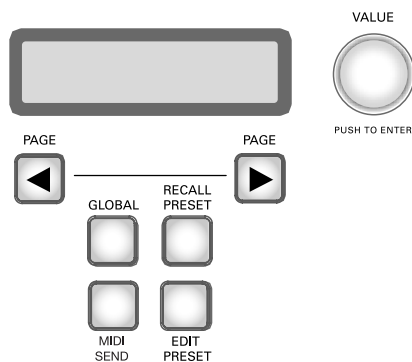 VALUE
PUSH TO ENTER
PAGE
PAGE
GLOBAL
RECALL
PRESET
MIDI
SEND
EDIT
PRESET